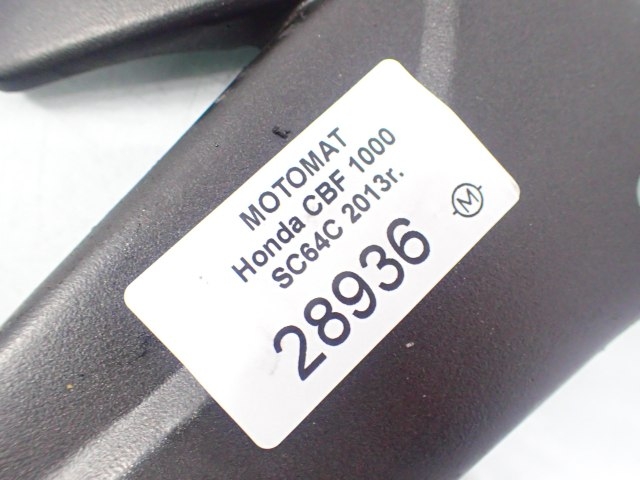 MOTOMAT
Honda CBF 1000
SC64C 2013r.
28936
M